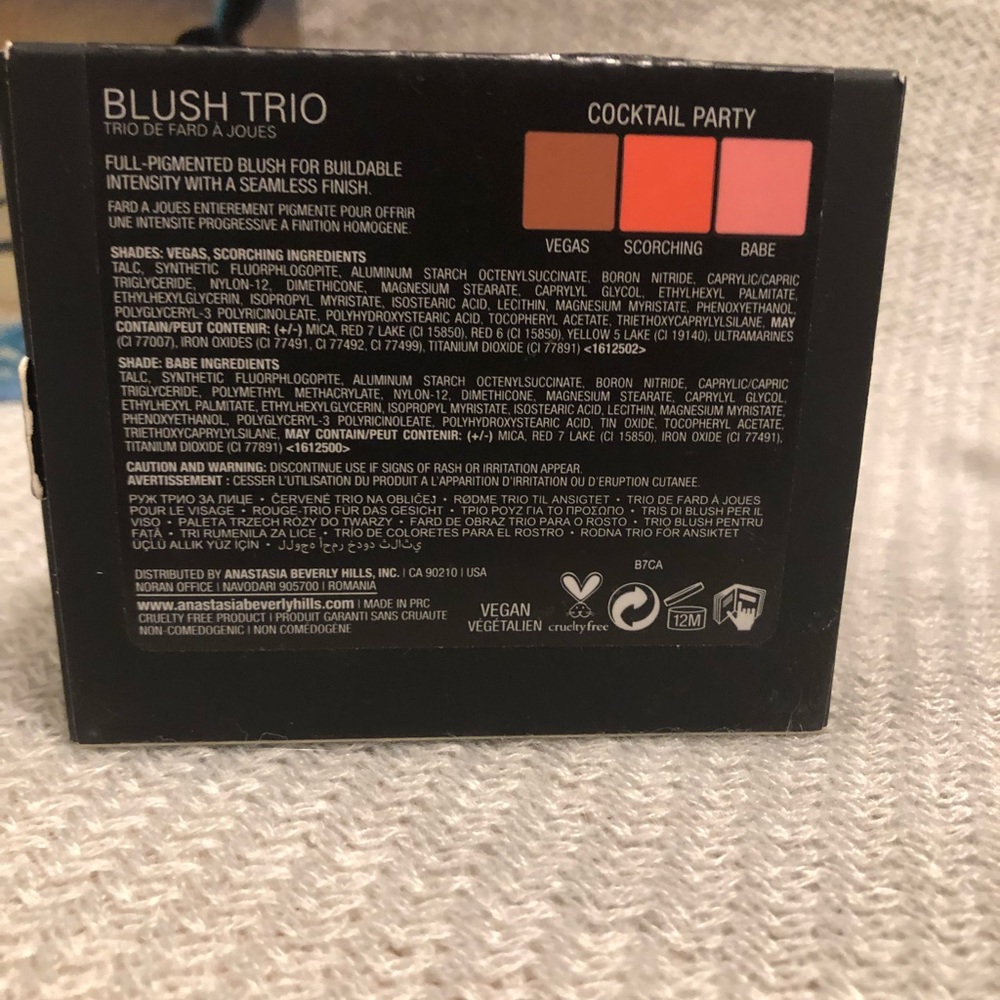 BLUSH TRIO
TRIO DE FARD À JOUES
FULL-PIGMENTED BLUSH FOR BUILDABLE
INTENSITY WITH A SEAMLESS FINISH.
FARD A JOUES ENTIEREMENT PIGMENTE POUR OFFRIR
UNE INTENSITE PROGRESSIVE A FINITION HOMOGENE.
COCKTAIL PARTY
VEGAS SCORCHING BABE
SHADES: VEGAS, SCORCHING INGREDIENTS
TALC, SYNTHETIC FLUORPHLOGOPITE, ALUMINUM STARCH OCTENYLSUCCINATE, BORON NITRIDE, CAPRYLIC/CAPRIC
TRIGLYCERIDE, NYLON-12, DIMETHICONE, MAGNESIUM STEARATE, CAPRYLYL GLYCOL, ETHYLHEXYL PALMITATE,
ETHYLHEXYLGLYCERIN, ISOPROPYL MYRISTATE, ISOSTEARIC ACID, LECITHIN, MAGNESIUM MYRISTATE, PHENOXYETHANOL,
POLYGLYCERYL-3 POLYRICINOLEATE, POLYHYDROXYSTEARIC ACID, TOCOPHERYL ACETATE, TRIETHOXYCAPRYLYLSILANE, MAY
CONTAIN/PEUT CONTENIR: (+/-) MICA, RED 7 LAKE (CI 15850), RED 6 (CI 15850), YELLOW 5 LAKE (CI 19140), ULTRAMARINES
(CI 77007), IRON OXIDES (CI 77491, CI 77492, CI 77499), TITANIUM DIOXIDE (CI 77891) <1612502>
SHADE: BABE INGREDIENTS
TALC, SYNTHETIC FLUORPHLOGOPITE, ALUMINUM STARCH OCTENYLSUCCINATE, BORON NITRIDE, CAPRYLIC/CAPRIC
TRIGLYCERIDE, POLYMETHYL METHACRYLATE, NYLON-12, DIMETHICONE, MAGNESIUM STEARATE, CAPRYLYL GLYCOL,
ETHYLHEXYL PALMITATE, ETHYLHEXYLGLYCERIN, ISOPROPYL MYRISTATE, ISOSTEARIC ACID, LECITHIN, MAGNESIUM MYRISTATE,
PHENOXYETHANOL, POLYGLYCERYL-3 POLYRICINOLEATE, POLYHYDROXYSTEARIC ACID, TIN OXIDE, TOCOPHERYL ACETATE,
TRIETHOXYCAPRYLYLSILANE, MAY CONTAIN/PEUT CONTENIR: (+/-) MICA, RED 7 LAKE (CI 15850), IRON OXIDE (CI 77491),
TITANIUM DIOXIDE (CI 77891) <1612500>
CAUTION AND WARNING: DISCONTINUE USE IF SIGNS OF RASH OR IRRITATION APPEAR.
AVERTISSEMENT : CESSER L'UTILISATION DU PRODUIT A L'APPARITION D'IRRITATION OU D'ERUPTION CUTANEE.
РУЖ ТРИО ЗА ЛИЦЕ • ČERVENÉ TRIO NA OBLIČEJ • RØDME TRIO TIL ANSIGTET • TRIO DE FARD À JOUES
POUR LE VISAGE • ROUGE-TRIO FÜR DAS GESICHT • ΤΡΙΟ ΡΟΥΖ ΓΙΑ ΤΟ ΠΡΟΣΩΠΟ • TRIS DI BLUSH PER IL
VISO • PALETA TRZECH RÓŻY DO TWARZY • FARD DE OBRAZ TRIO PARA O ROSTO • TRIO BLUSH PENTRU
FAȚĂ • TRI RUMENILA ZA LICE • TRÍO DE COLORETES PARA EL ROSTRO • RODNA TRIO FÖR ANSIKTET
ÜÇLÜ ALLIK YÜZ İÇİN •
B7CA
DISTRIBUTED BY ANASTASIA BEVERLY HILLS, INC. | CA 90210 | USA
NORAN OFFICE | NAVODARI 905700 | ROMANIA
www.anastasiabeverlyhills.com | MADE IN PRC
CRUELTY FREE PRODUCT | PRODUIT GARANTI SANS CRUAUTE
NON-COMEDOGENIC | NON COMEDOGÈNE
VEGAN
VÉGÉTALIEN
crueltyfree
12M